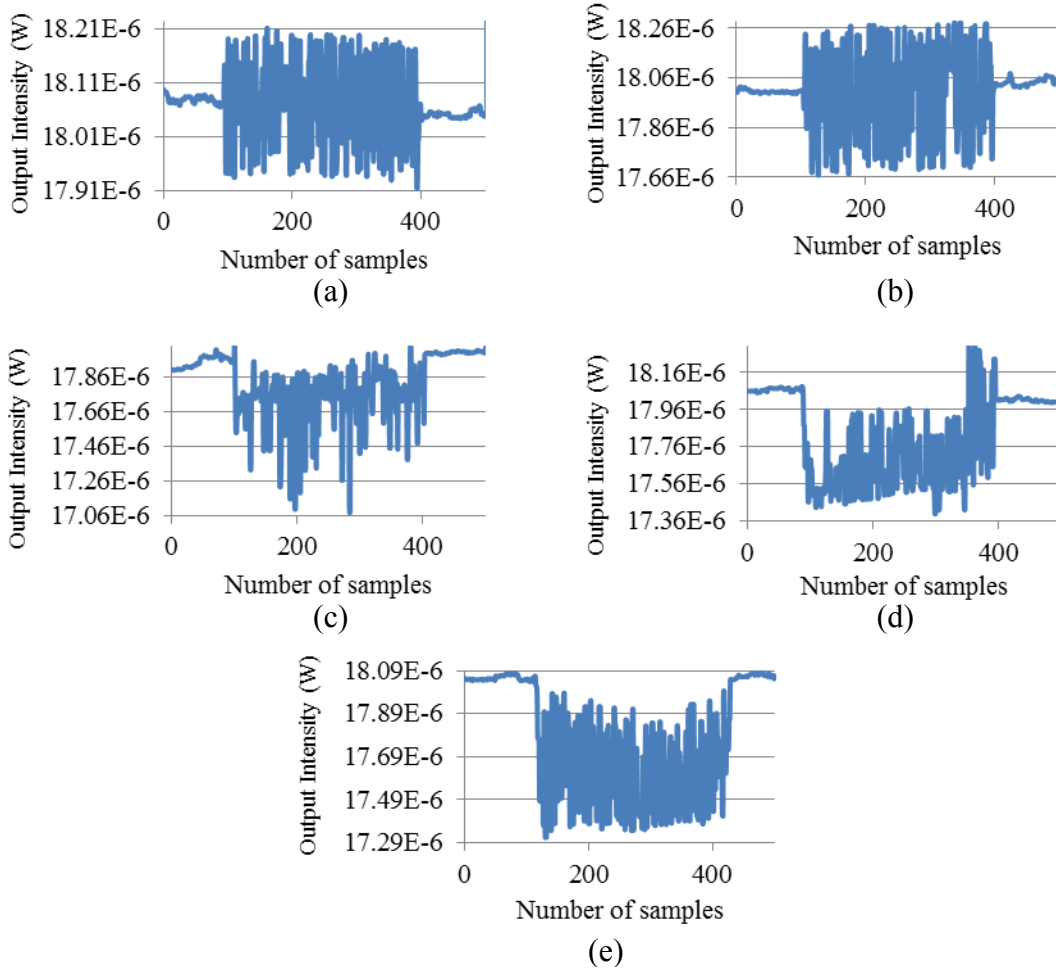 Output Intensity (W)
18.21E-6
18.11E-6
18.01E-6
17.91E-6
0
200
400
Number of samples
(a)
Output Intensity (W)
18.26E-6
18.06E-6
17.86E-6
17.66E-6
0
200
400
Number of samples
(b)
Output Intensity (W)
17.86E-6
17.66E-6
17.46E-6
17.26E-6
17.06E-6
0
200
400
Number of samples
(c)
Output Intensity (W)
18.16E-6
17.96E-6
17.76E-6
17.56E-6
17.36E-6
0
200
400
Number of samples
(d)
Output Intensity (W)
18.09E-6
17.89E-6
17.69E-6
17.49E-6
17.29E-6
0
200
400
Number of samples
(e)